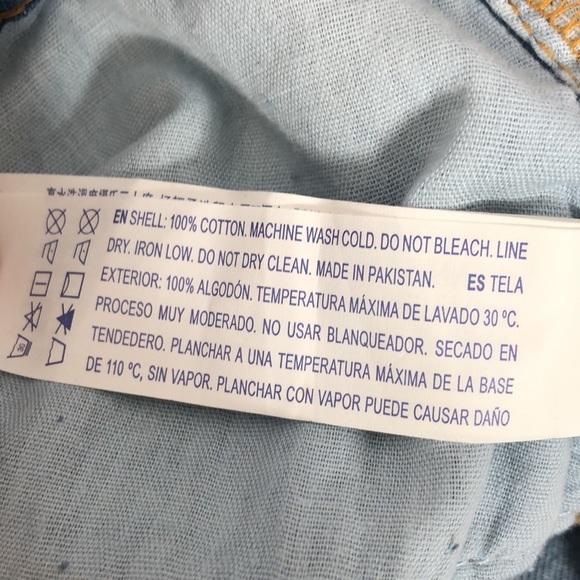 EN SHELL: 100% COTTON. MACHINE WASH COLD. DO NOT BLEACH. LINE
DRY. IRON LOW. DO NOT DRY CLEAN. MADE IN PAKISTAN. ES TELA
EXTERIOR: 100% ALGODÓN. TEMPERATURA MÁXIMA DE LAVADO 30 ºC.
PROCESO MUY MODERADO. NO USAR BLANQUEADOR. SECADO EN
TENDEDERO. PLANCHAR A UNA TEMPERATURA MÁXIMA DE LA BASE
DE 110 ºC, SIN VAPOR. PLANCHAR CON VAPOR PUEDE CAUSAR DAÑO